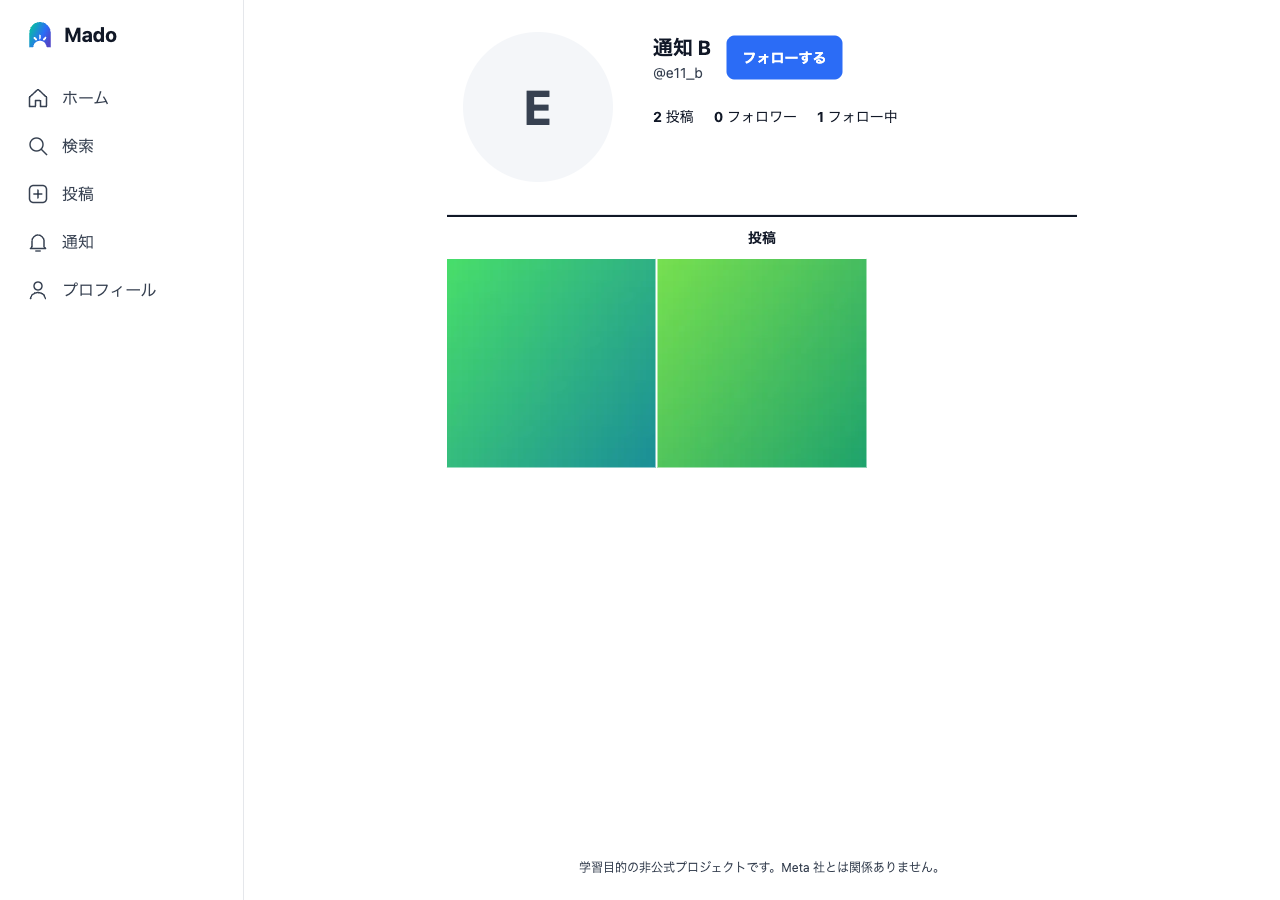 Mado
ホーム
検索
投稿
通知
プロフィール
E
通知 B
フォローする
@e11_b
2 投稿 0 フォロワー 1 フォロー中
投稿
学習目的の非公式プロジェクトです。Meta 社とは関係ありません。